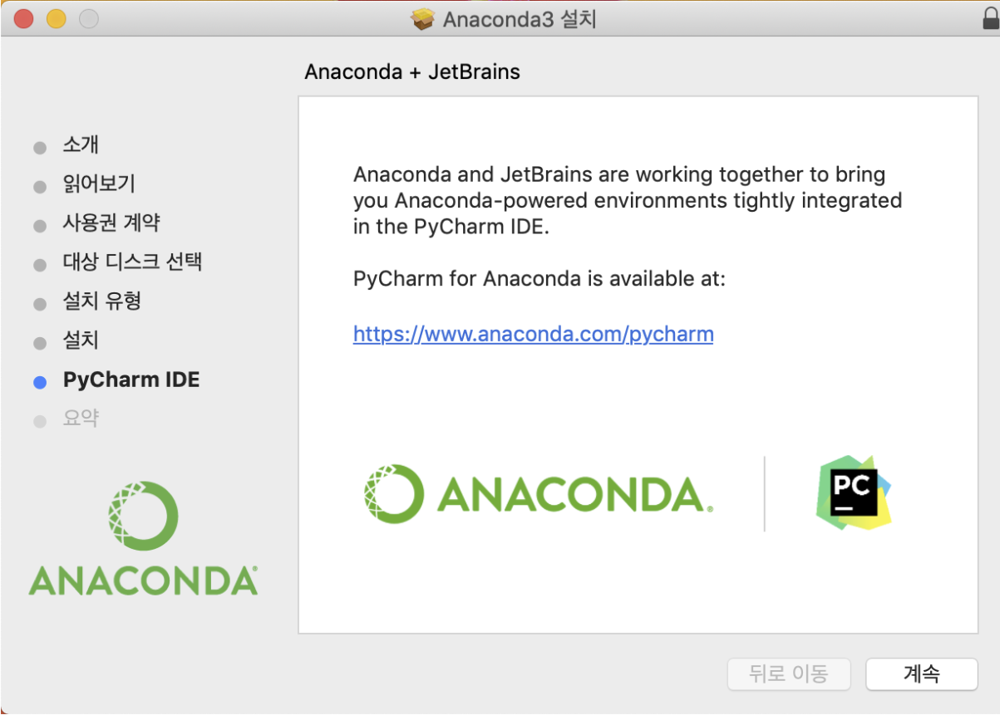 Anaconda3 설치
Anaconda + JetBrains
소개
읽어보기
사용권 계약
대상 디스크 선택
설치 유형
설치
PyCharm IDE
요약
ANACONDA®
Anaconda and JetBrains are working together to bring
you Anaconda-powered environments tightly integrated
in the PyCharm IDE.
PyCharm for Anaconda is available at:
https://www.anaconda.com/pycharm
ANACONDA®
PC
뒤로 이동
계속